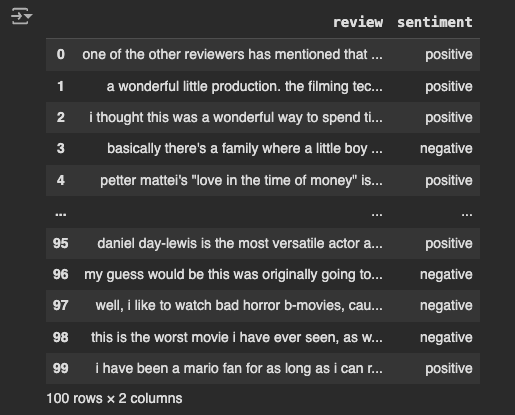 review sentiment
0 one of the other reviewers has mentioned that ... positive
1 a wonderful little production. the filming tec... positive
2 i thought this was a wonderful way to spend ti... positive
3 basically there's a family where a little boy ... negative
4 petter mattei's "love in the time of money" is... positive
... ... ...
95 daniel day-lewis is the most versatile actor a... positive
96 my guess would be this was originally going to... negative
97 well, i like to watch bad horror b-movies, cau... negative
98 this is the worst movie i have ever seen, as w... negative
99 i have been a mario fan for as long as i can r... positive
100 rows × 2 columns